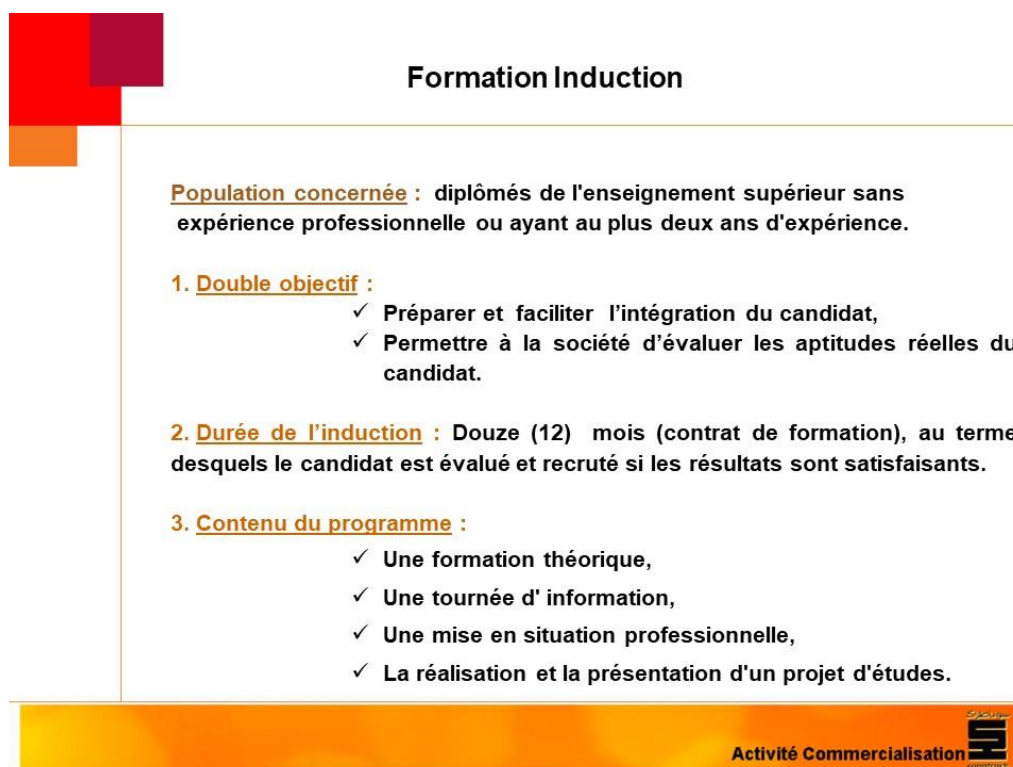 Formation Induction
Population concernée : diplômés de l'enseignement supérieur sans
expérience professionnelle ou ayant au plus deux ans d'expérience.
1. Double objectif :
✓ Préparer et faciliter l'intégration du candidat,
✓ Permettre à la société d'évaluer les aptitudes réelles du
candidat.
2. Durée de l'induction : Douze (12) mois (contrat de formation), au terme
desquels le candidat est évalué et recruté si les résultats sont satisfaisants.
3. Contenu du programme :
✓ Une formation théorique,
✓ Une tournée d' information,
✓ Une mise en situation professionnelle,
✓ La réalisation et la présentation d'un projet d'études.
سوناطراك
Activité Commercialisation
sonatrach